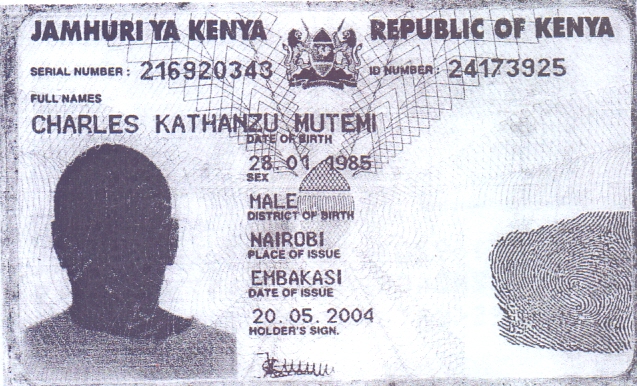 JAMHURI YA KENYA REPUBLIC OF KENYA
SERIAL NUMBER: 216920343 ID NUMBER: 24173925
FULL NAMES
CHARLES KATHANZU MUTEMI
DATE OF BIRTH
28.01.1985
SEX
MALE
DISTRICT OF BIRTH
NAIROBI
PLACE OF ISSUE
EMBAKASI
DATE OF ISSUE
20.05.2004
HOLDER'S SIGN.